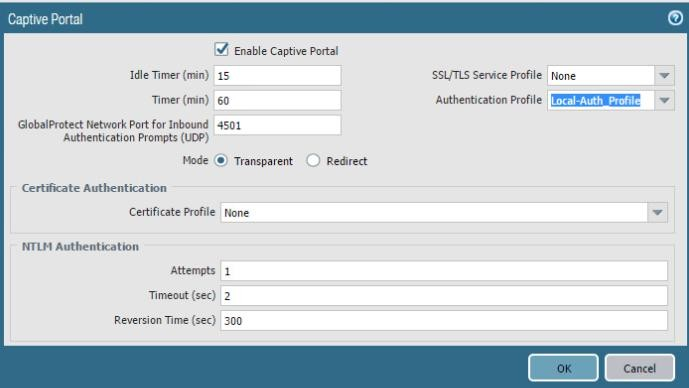 Captive Portal
Enable Captive Portal
Idle Timer (min) 15 SSL/TLS Service Profile None
Timer (min) 60 Authentication Profile Local-Auth_Profile
GlobalProtect Network Port for Inbound 4501
Authentication Prompts (UDP)
Mode Transparent Redirect
Certificate Authentication
Certificate Profile None
NTLM Authentication
Attempts 1
Timeout (sec) 2
Reversion Time (sec) 300
OK Cancel